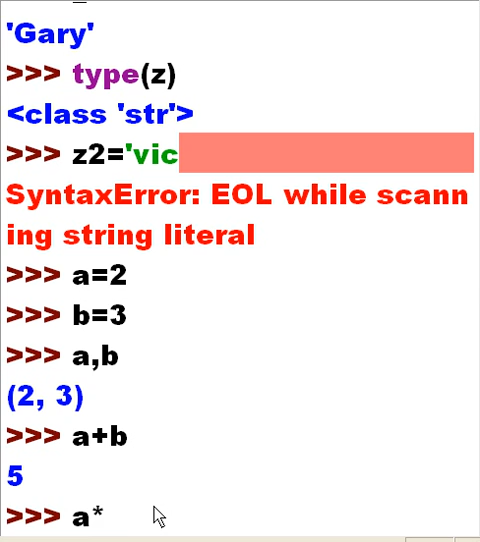 'Gary'
>>> type(z)
<class 'str'>
>>> z2='vic
SyntaxError: EOL while scann
ing string literal
>>> a=2
>>> b=3
>>> a,b
(2, 3)
>>> a+b
5
>>> a*